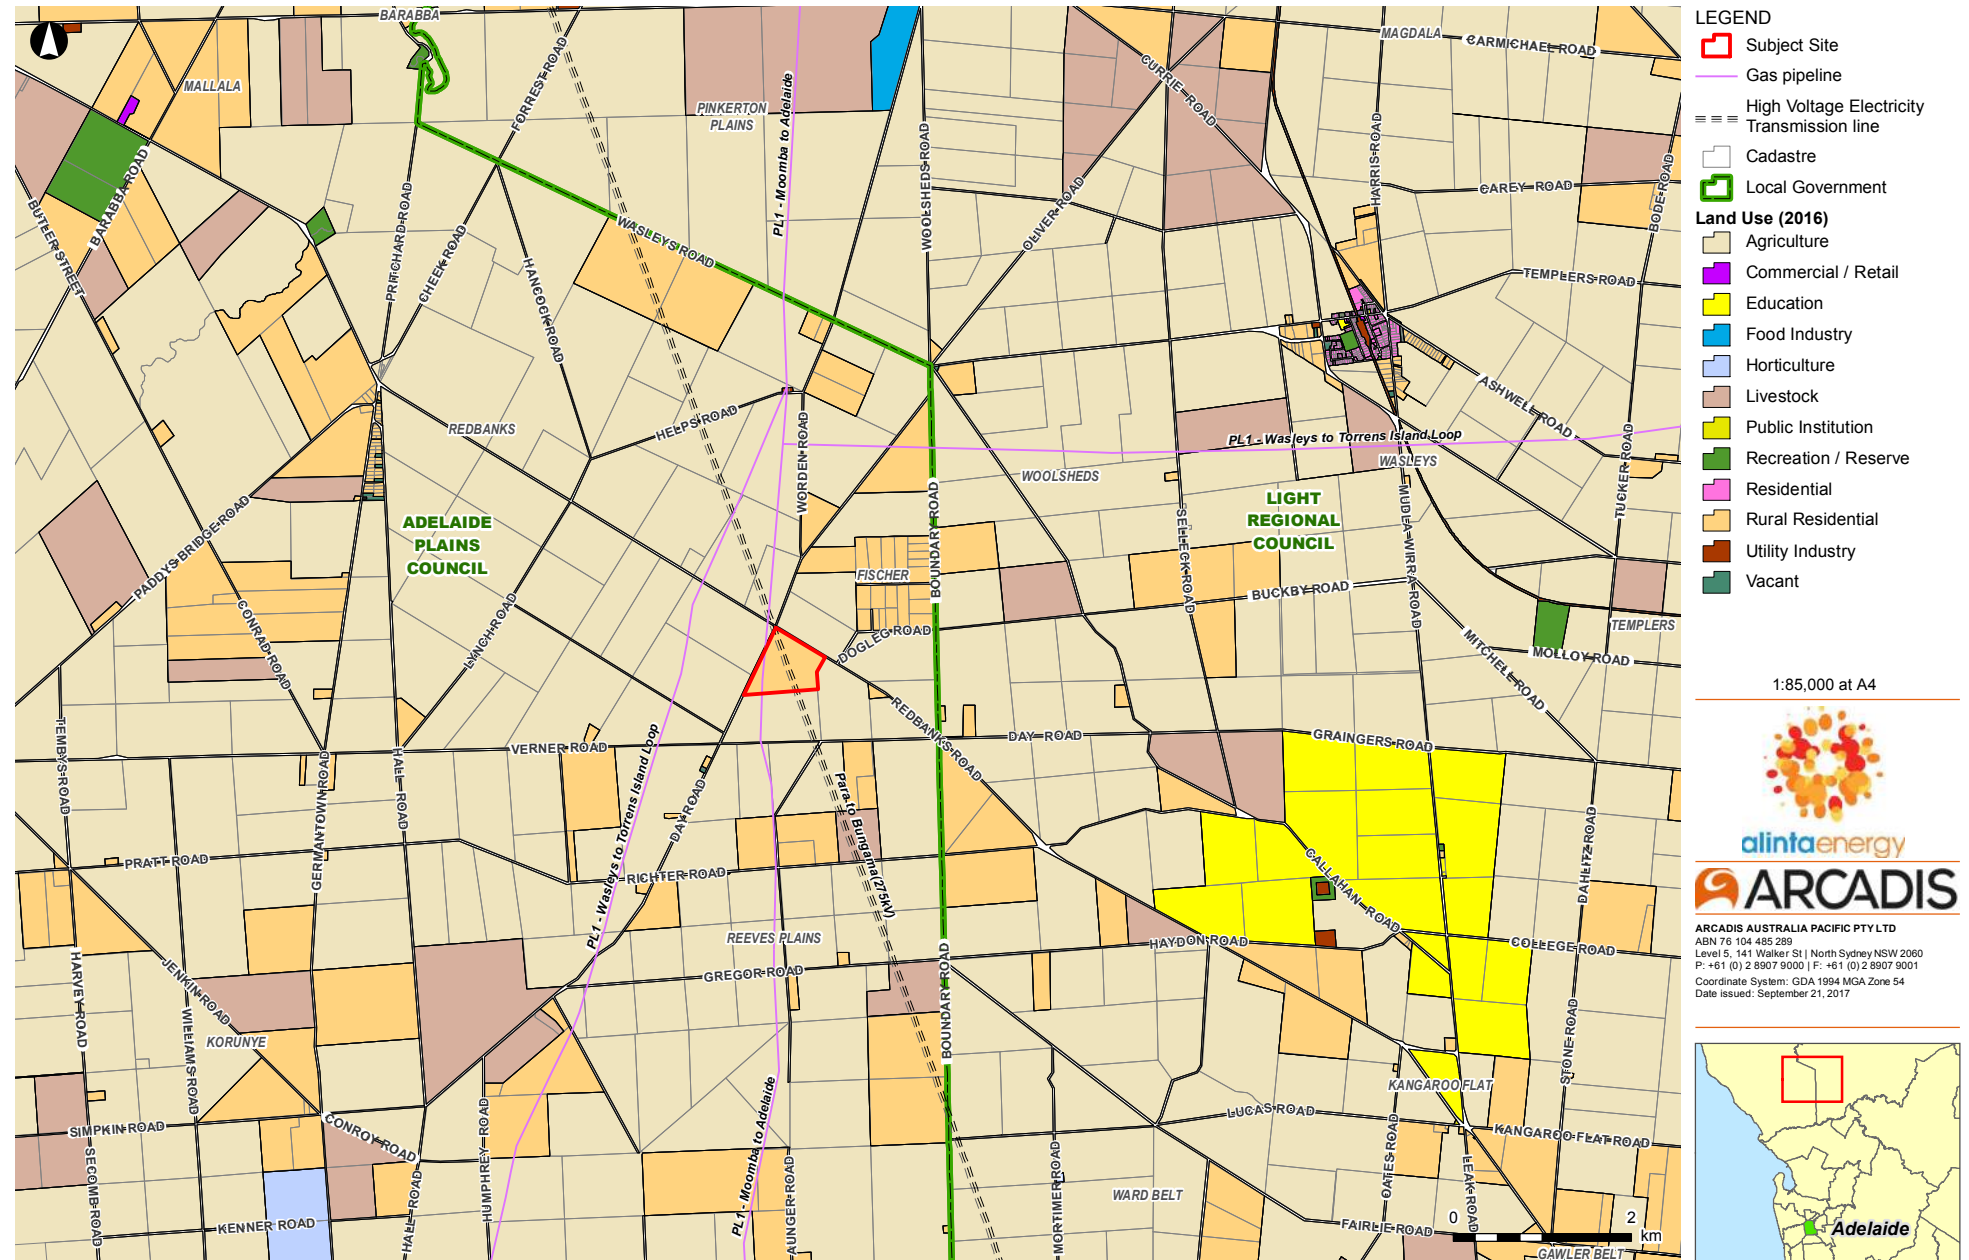 BARABBA
MALLALA
FORREST ROAD
PINKERTON
PLAINS
PL1 - Moomba to Adelaide
WOOLSHEDS ROAD
CURRIE ROAD
MAGDALA
CARMICHAEL ROAD
HARRIS ROAD
CAREY ROAD
BODE ROAD
BUTLER STREET
BARABBA ROAD
PRITCHARD ROAD
CHEEK ROAD
HANCOCK ROAD
WASLEYS ROAD
OLIVER ROAD
TEMPLERS ROAD
REDBANKS
HELPS ROAD
WORDEN ROAD
ASHWELL ROAD
PL1 - Wasleys to Torrens Island Loop
WASLEYS
WOOLSHEDS
TUCKER ROAD
PADDYS BRIDGE ROAD
ADELAIDE
PLAINS
COUNCIL
LIGHT
REGIONAL
COUNCIL
BOUNDARY ROAD
SELLECK ROAD
MUDLA WIRRA ROAD
FISCHER
BUCKBY ROAD
CONRAD ROAD
LYNCH ROAD
DOGLEG ROAD
MITCHELL ROAD
TEMPLERS
MOLLOY ROAD
TEMBYS ROAD
GERMANTOWN ROAD
HALL ROAD
VERNER ROAD
PL1 - Wasleys to Torrens Island Loop
DAY ROAD
REDBANKS ROAD
DAY ROAD
GRAINGERS ROAD
Para to Bungama(275kV)
PRATT ROAD
RICHTER ROAD
CALLAHAN ROAD
DAHLITZ ROAD
HARVEY ROAD
JENKIN ROAD
WILLIAMS ROAD
KORUNYE
REEVES PLAINS
GREGOR ROAD
BOUNDARY ROAD
HAYDON ROAD
COLLEGE ROAD
STONE ROAD
KANGAROO FLAT
SIMPKIN ROAD
SECOMB ROAD
CONROY ROAD
HUMPHREY ROAD
PL1 - Moomba to Adelaide
LUCAS ROAD
KANGAROO FLAT ROAD
KENNER ROAD
HALL ROAD
AUNGER ROAD
MORTIMER ROAD
WARD BELT
OATES ROAD
LEAK ROAD
FAIRLIE ROAD
GAWLER BELT
0 2
km
LEGEND
Subject Site
Gas pipeline
High Voltage Electricity
Transmission line
Cadastre
Local Government
Land Use (2016)
Agriculture
Commercial / Retail
Education
Food Industry
Horticulture
Livestock
Public Institution
Recreation / Reserve
Residential
Rural Residential
Utility Industry
Vacant
1:85,000 at A4
alintaenergy
ARCADIS
ARCADIS AUSTRALIA PACIFIC PTY LTD
ABN 76 104 485 289
Level 5, 141 Walker St | North Sydney NSW 2060
P: +61 (0) 2 8907 9000 | F: +61 (0) 2 8907 9001
Coordinate System: GDA 1994 MGA Zone 54
Date issued: September 21, 2017
Adelaide